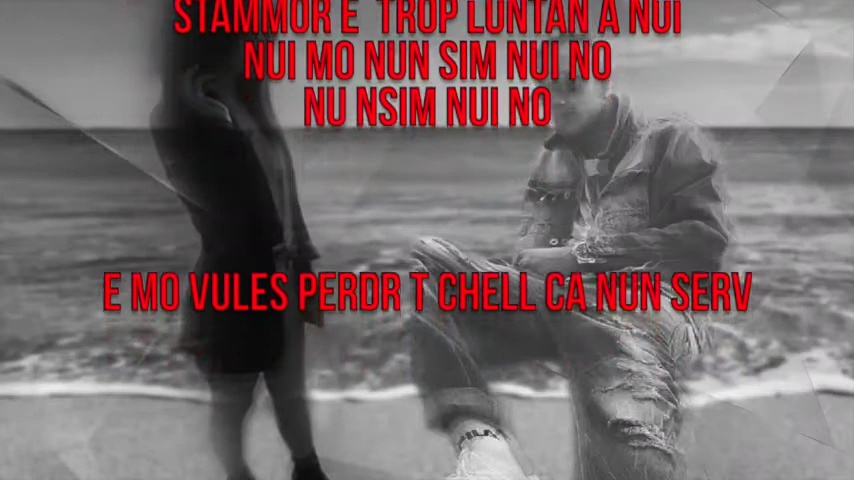 STAMMOR E TROP LUNTAN A NUI
NUI MO NUN SIM NUI NO
NU NSIM NUI NO
E MO VULES PERDR T CHELL CA NUN SERV